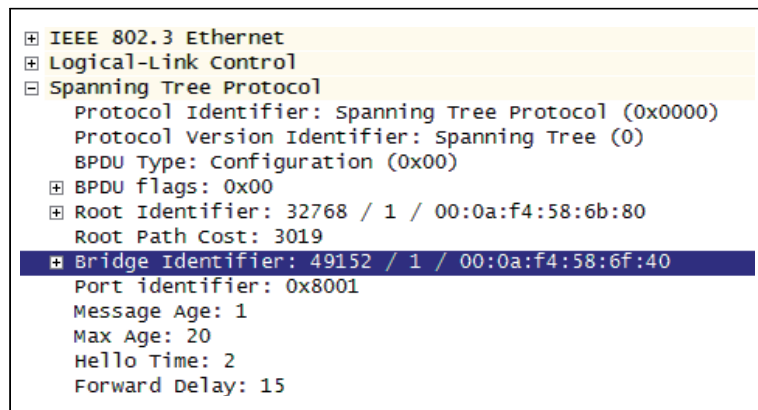 IEEE 802.3 Ethernet
Logical-Link Control
Spanning Tree Protocol
Protocol Identifier: Spanning Tree Protocol (0x0000)
Protocol Version Identifier: Spanning Tree (0)
BPDU Type: Configuration (0x00)
BPDU flags: 0x00
Root Identifier: 32768 / 1 / 00:0a:f4:58:6b:80
Root Path Cost: 3019
Bridge Identifier: 49152 / 1 / 00:0a:f4:58:6f:40
Port identifier: 0x8001
Message Age: 1
Max Age: 20
Hello Time: 2
Forward Delay: 15